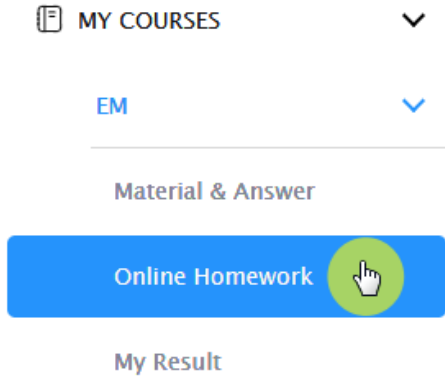 MY COURSES
EM
Material & Answer
Online Homework
My Result